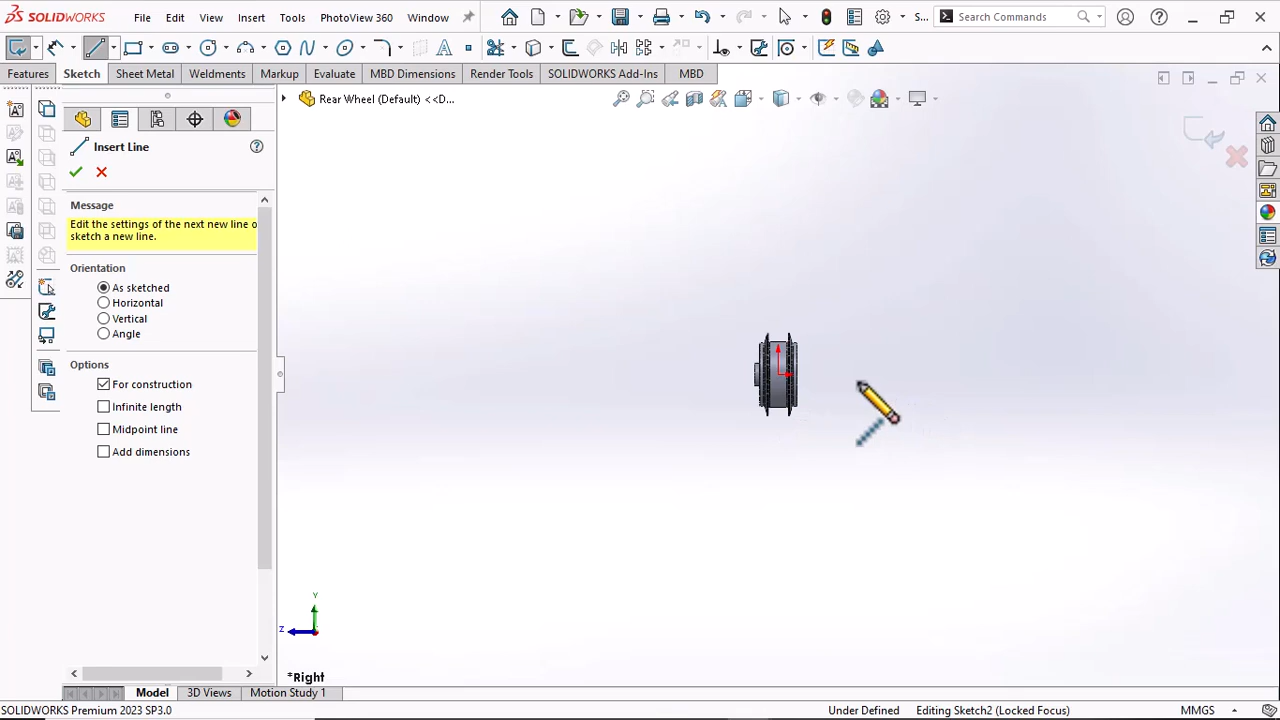 SOLIDWORKS File Edit View Insert Tools PhotoView 360 Window S... Search Commands
Features Sketch Sheet Metal Weldments Markup Evaluate MBD Dimensions Render Tools SOLIDWORKS Add-Ins MBD
Rear Wheel (Default) <<D...
Insert Line
Message
Edit the settings of the next new line o
sketch a new line.
Orientation
As sketched
Horizontal
Vertical
Angle
Options
For construction
Infinite length
Midpoint line
Add dimensions
Y
Z
*Right
Model 3D Views Motion Study 1
SOLIDWORKS Premium 2023 SP3.0 Under Defined Editing Sketch2 (Locked Focus) MMGS